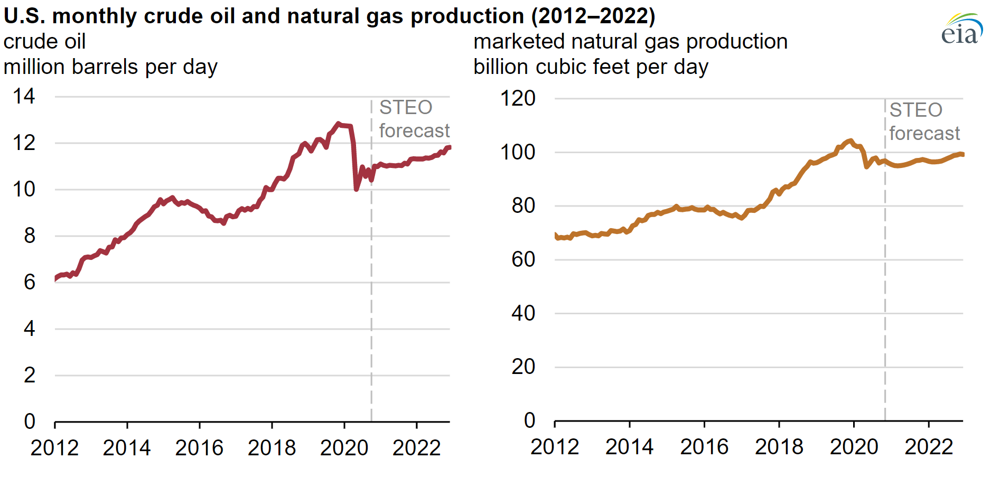 U.S. monthly crude oil and natural gas production (2012–2022)
eia
crude oil
million barrels per day
14
12
10
8
6
4
2
0
2012 2014 2016 2018 2020 2022
STEO
forecast
marketed natural gas production
billion cubic feet per day
120
100
80
60
40
20
0
2012 2014 2016 2018 2020 2022
STEO
forecast